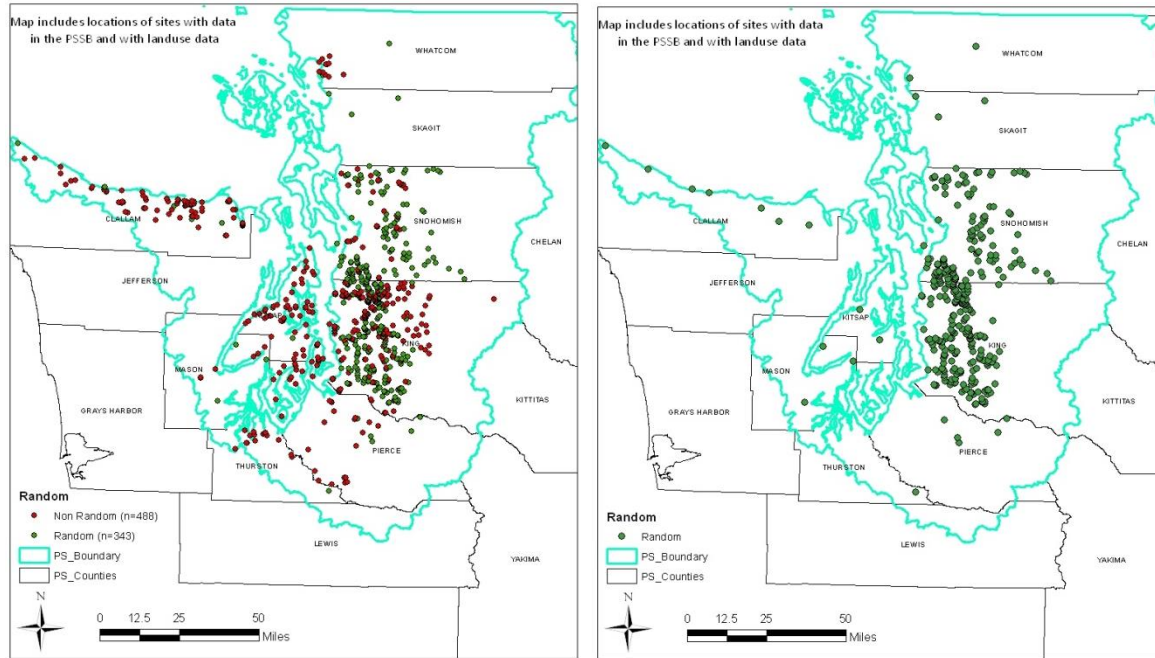 Map includes locations of sites with data
in the PSSB and with landuse data
WHATCOM
SKAGIT
CLALLAM
SNOHOMISH
CHELAN
JEFFERSON
KING
MASON
GRAYS HARBOR
KITTITAS
PIERCE
THURSTON
Random
Non Random (n=488)
Random (n=343)
PS_Boundary
PS_Counties
LEWIS
YAKIMA
N
0 12.5 25 50
Miles
Map includes locations of sites with data
in the PSSB and with landuse data
WHATCOM
SKAGIT
CLALLAM
SNOHOMISH
CHELAN
JEFFERSON
KITSAP
KING
MASON
GRAYS HARBOR
KITTITAS
PIERCE
THURSTON
Random
Random
PS_Boundary
PS_Counties
LEWIS
YAKIMA
N
0 12.5 25 50
Miles